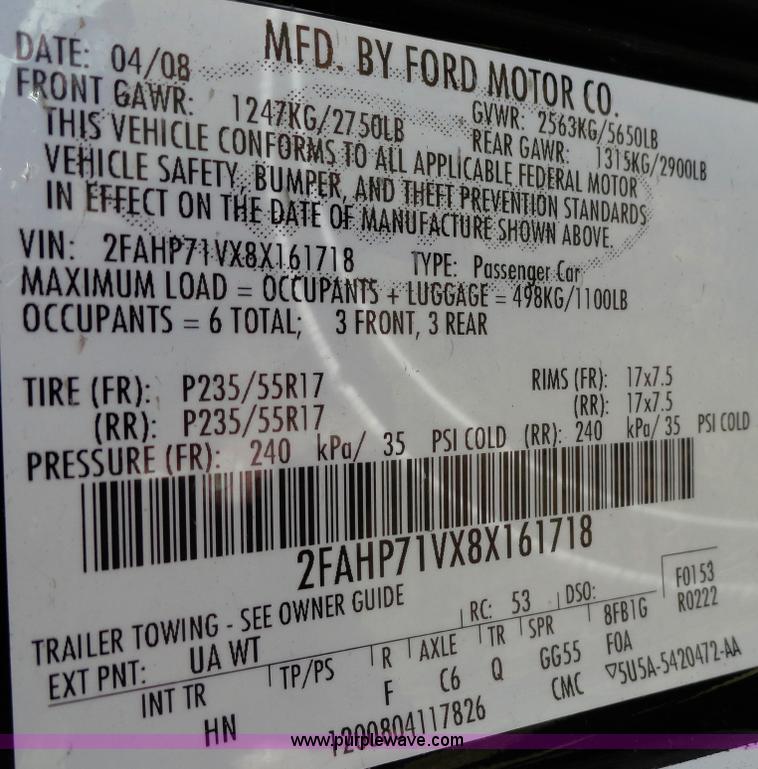 DATE: 04/08 MFD. BY FORD MOTOR CO.
FRONT GAWR: 1247KG/2750LB GVWR: 2563KG/5650LB
REAR GAWR: 1315KG/2900LB
THIS VEHICLE CONFORMS TO ALL APPLICABLE FEDERAL MOTOR
VEHICLE SAFETY, BUMPER, AND THEFT PREVENTION STANDARDS
IN EFFECT ON THE DATE OF MANUFACTURE SHOWN ABOVE.
VIN: 2FAHP71VX8X161718 TYPE: Passenger Car
MAXIMUM LOAD = OCCUPANTS + LUGGAGE = 498KG/1100LB
OCCUPANTS = 6 TOTAL; 3 FRONT, 3 REAR
TIRE (FR): P235/55R17 RIMS (FR): 17x7.5
(RR): P235/55R17 (RR): 17x7.5
PRESSURE (FR): 240 kPa/ 35 PSI COLD (RR): 240 kPa/ 35 PSI COLD
2FAHP71VX8X161718
TRAILER TOWING - SEE OWNER GUIDE
EXT PNT: UA WT RC: 53 DSO: F0153
R0222
INT TR TP/PS R AXLE TR SPR 8FB1G
HN F C6 Q GG55 F0A
1200804117826 CMC ▽5U5A-5420472-AA
www.purplewave.com